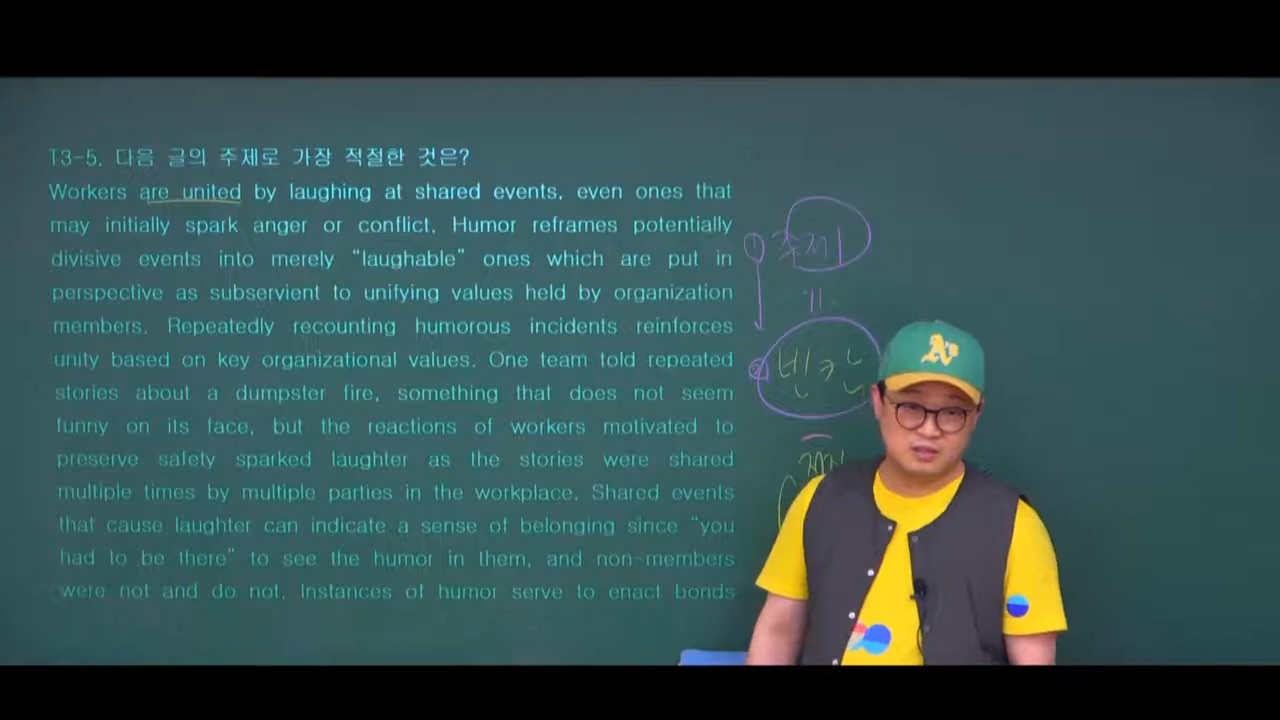 T3-5. 다음 글의 주제로 가장 적절한 것은?
Workers are united by laughing at shared events, even ones that
may initially spark anger or conflict. Humor reframes potentially
divisive events into merely “laughable” ones which are put in
perspective as subservient to unifying values held by organization
members. Repeatedly recounting humorous incidents reinforces
unity based on key organizational values. One team told repeated
stories about a dumpster fire, something that does not seem
funny on its face, but the reactions of workers motivated to
preserve safety sparked laughter as the stories were shared
multiple times by multiple parties in the workplace. Shared events
that cause laughter can indicate a sense of belonging since “you
had to be there” to see the humor in them, and non-members
were not and do not. Instances of humor serve to enact bonds
① 주제
② 빈카